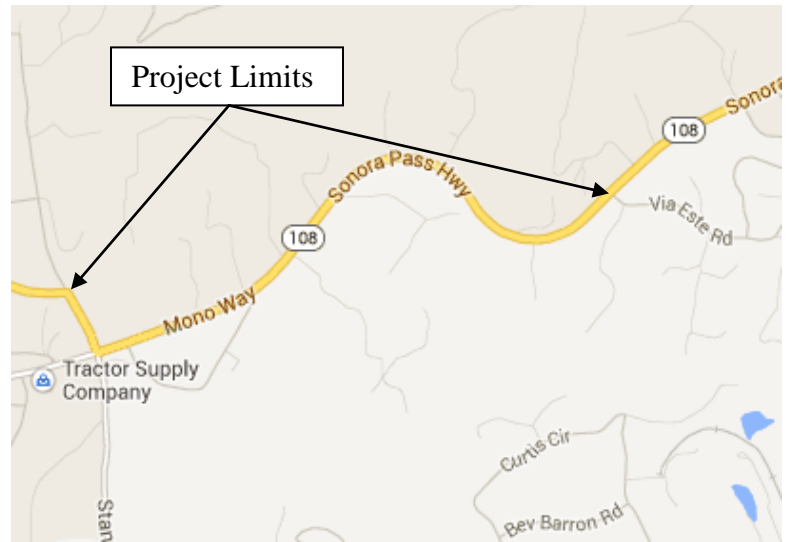 Project Limits
Sonora
108
Sonora Pass Hwy
Via Este Rd
108
Mono Way
Tractor Supply
Company
Curtis Cir
Stan
Bev Barron Rd